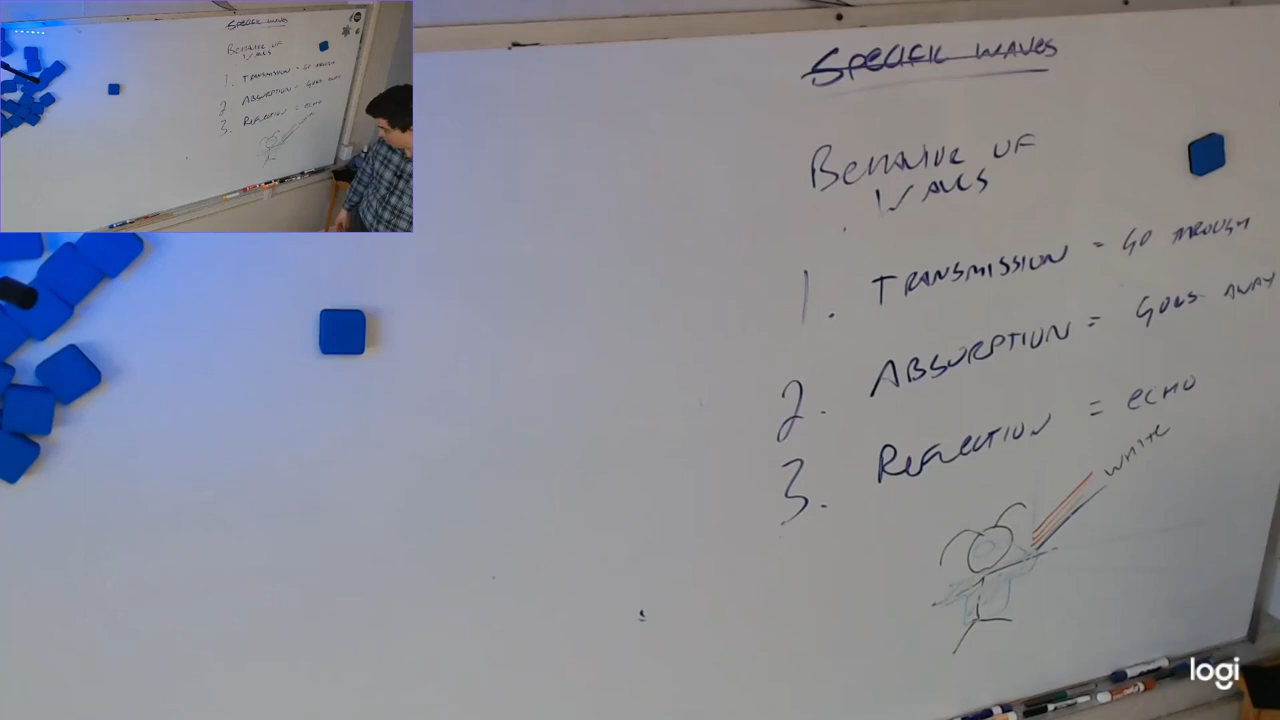 Specific waves
Behavior of
waves
1. Transmission = go through
2. Absorption = goes away
3. Reflection = echo
white
logi